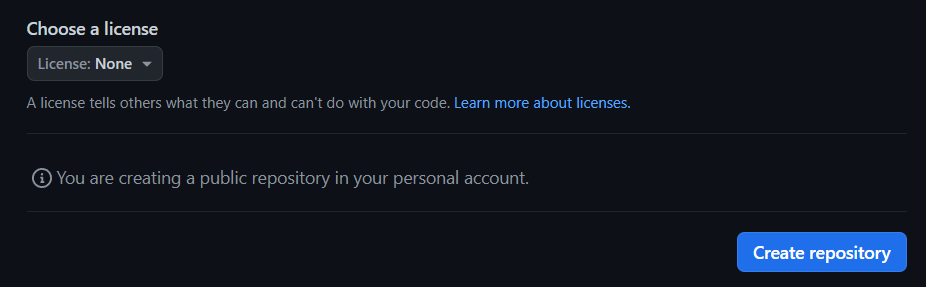 Choose a license
License: None
A license tells others what they can and can't do with your code. Learn more about licenses.
You are creating a public repository in your personal account.
Create repository